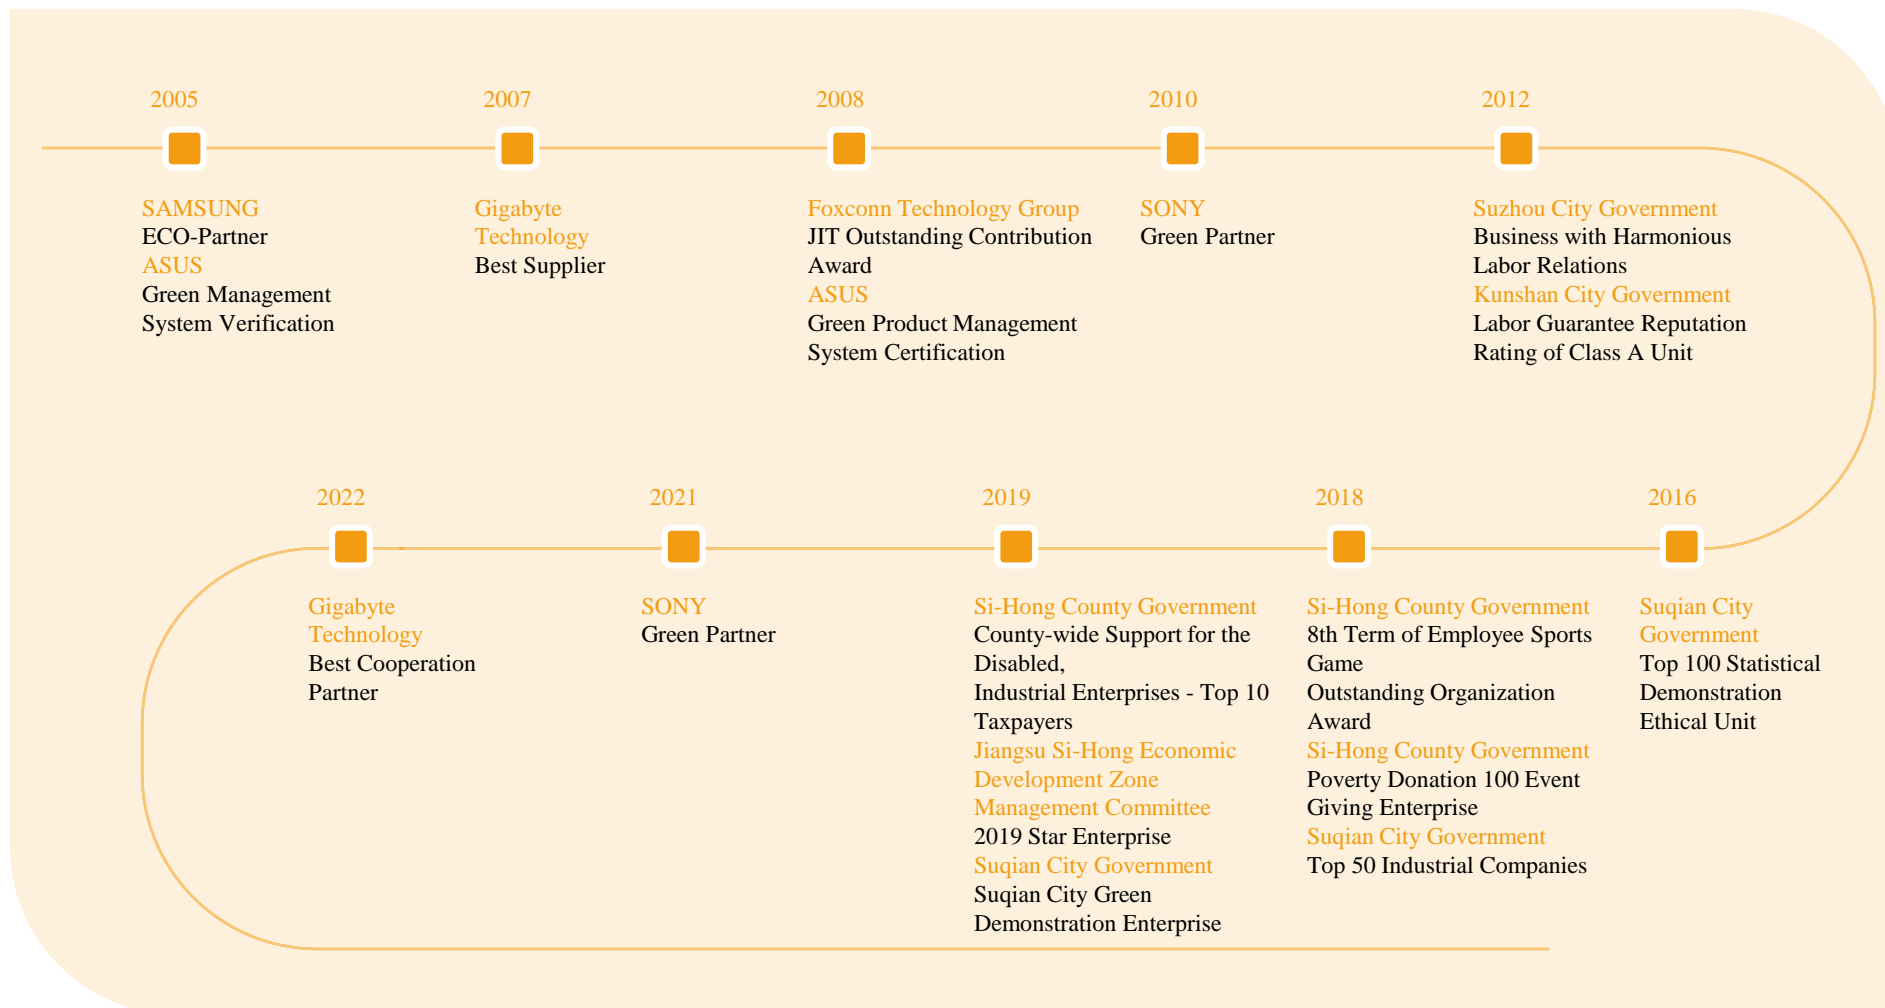 2005
SAMSUNG
ECO-Partner
ASUS
Green Management
System Verification
2007
Gigabyte
Technology
Best Supplier
2008
Foxconn Technology Group
JIT Outstanding Contribution
Award
ASUS
Green Product Management
System Certification
2010
SONY
Green Partner
2012
Suzhou City Government
Business with Harmonious
Labor Relations
Kunshan City Government
Labor Guarantee Reputation
Rating of Class A Unit
2016
Suqian City
Government
Top 100 Statistical
Demonstration
Ethical Unit
2018
Si-Hong County Government
8th Term of Employee Sports
Game
Outstanding Organization
Award
Si-Hong County Government
Poverty Donation 100 Event
Giving Enterprise
Suqian City Government
Top 50 Industrial Companies
2019
Si-Hong County Government
County-wide Support for the
Disabled,
Industrial Enterprises - Top 10
Taxpayers
Jiangsu Si-Hong Economic
Development Zone
Management Committee
2019 Star Enterprise
Suqian City Government
Suqian City Green
Demonstration Enterprise
2021
SONY
Green Partner
2022
Gigabyte
Technology
Best Cooperation
Partner